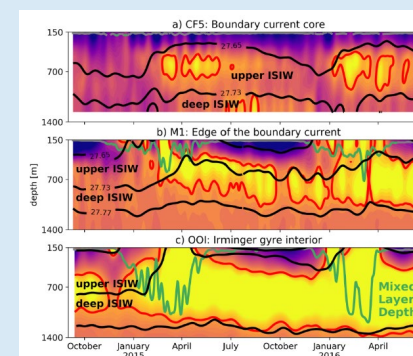 a) CF5: Boundary current core
150
700
1400
27.65
upper ISIW
27.73
deep ISIW
b) M1: Edge of the boundary current
depth [m]
150
700
1400
27.65
upper ISIW
27.73
deep ISIW
27.77
c) OOI: Irminger gyre interior
150
700
1400
upper ISIW
deep ISIW
Mixed
Layer
Depth
October January April July October January April
2015 2016